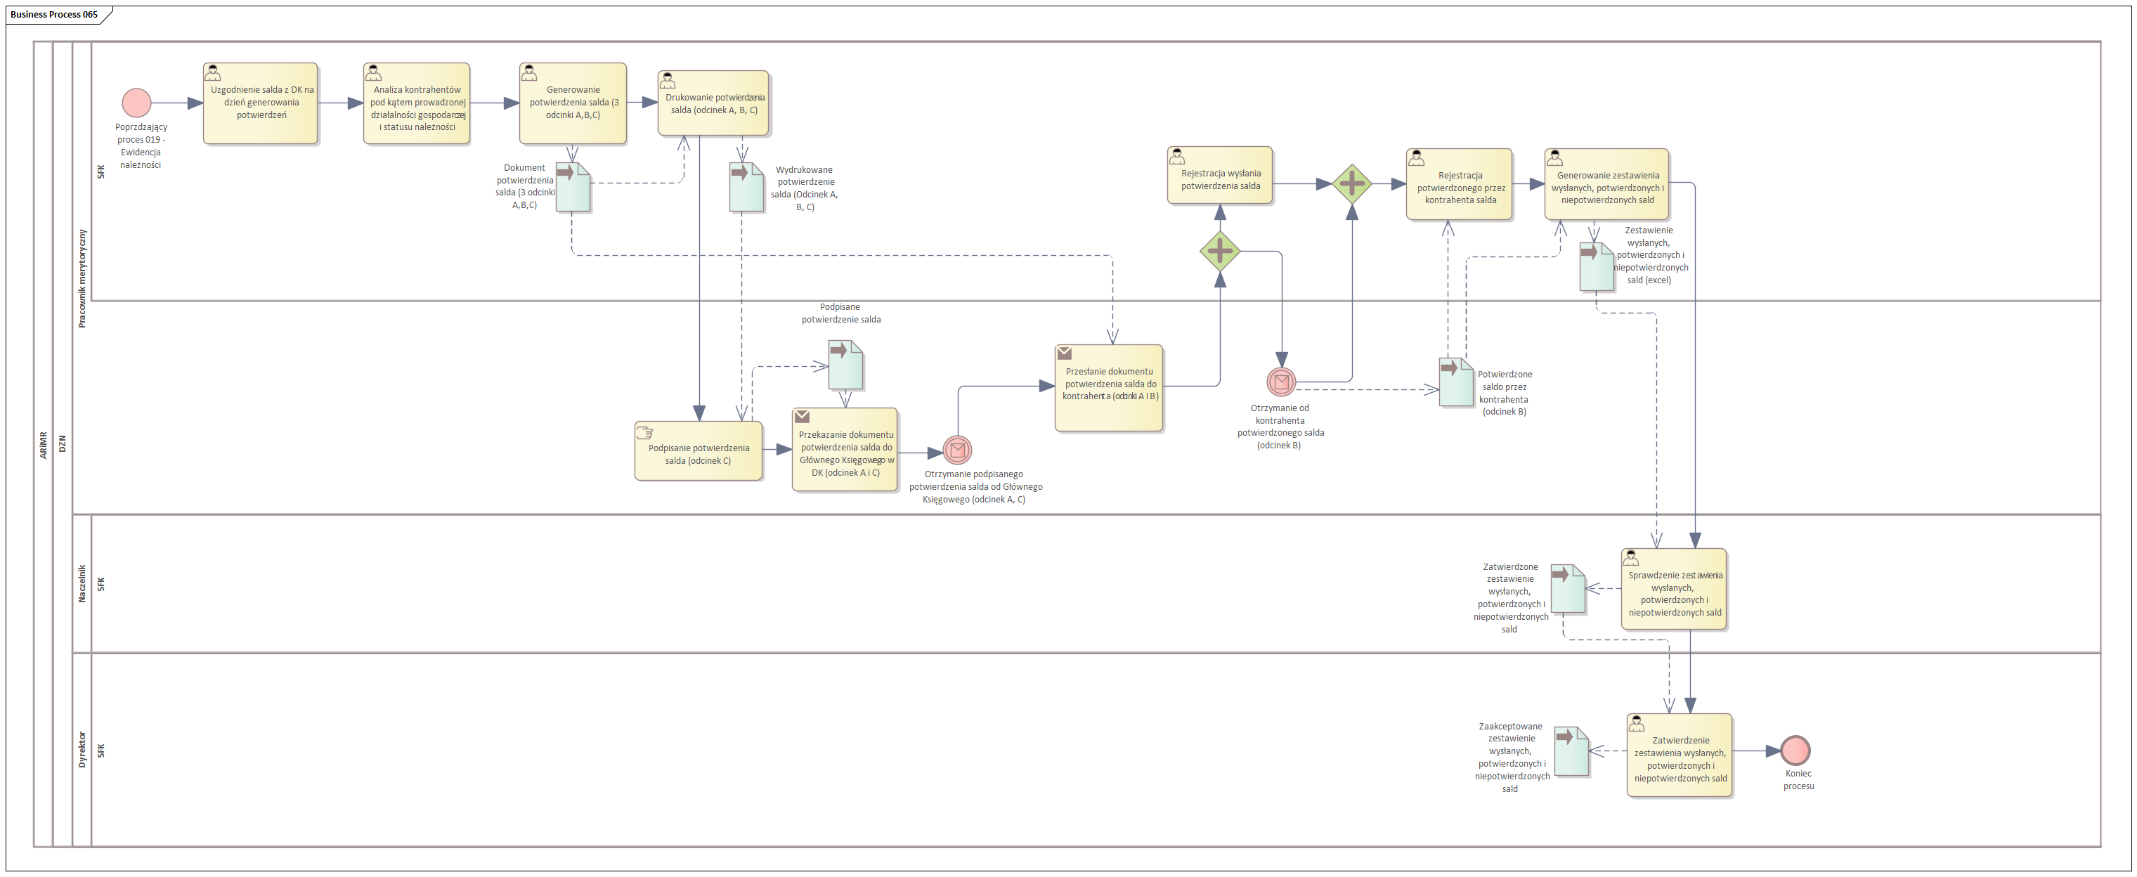 Business Process 065
ARiMR
DZN
Pracownik merytoryczny
SFK
Poprzdzający
proces 019 -
Ewidencja
należności
Uzgodnienie salda z DK na
dzień generowania
potwierdzeń
Analiza kontrahentów
pod kątem prowadzonej
działalności gospodarczej
i statusu należności
Generowanie
potwierdzenia salda (3
odcinki A,B,C)
Drukowanie potwierdzenia
salda (odcinek A, B, C)
Dokument
potwierdzenia
salda (3 odcinki
A,B,C)
Wydrukowane
potwierdzenie
salda (Odcinek A,
B, C)
Rejestracja wysłania
potwierdzenia salda
Rejestracja
potwierdzonego przez
kontrahenta salda
Generowanie zestawienia
wysłanych, potwierdzonych i
niepotwierdzonych sald
Zestawienie
wysłanych,
potwierdzonych i
niepotwierdzonych
sald (excel)
Podpisane
potwierdzenie salda
Podpisanie potwierdzenia
salda (odcinek C)
Przekazanie dokumentu
potwierdzenia salda do
Głównego Księgowego w
DK (odcinek A i C)
Otrzymanie podpisanego
potwierdzenia salda od Głównego
Księgowego (odcinek A, C)
Przesłanie dokumentu
potwierdzenia salda do
kontrahenta (odcinki A i B)
Otrzymanie od
kontrahenta
potwierdzonego salda
(odcinek B)
Potwierdzone
saldo przez
kontrahenta
(odcinek B)
Naczelnik
SFK
Zatwierdzone
zestawienie
wysłanych,
potwierdzonych i
niepotwierdzonych
sald
Sprawdzenie zestawienia
wysłanych,
potwierdzonych i
niepotwierdzonych sald
Dyrektor
SFK
Zaakceptowane
zestawienie
wysłanych,
potwierdzonych i
niepotwierdzonych
sald
Zatwierdzenie
zestawienia wysłanych,
potwierdzonych i
niepotwierdzonych sald
Koniec
procesu